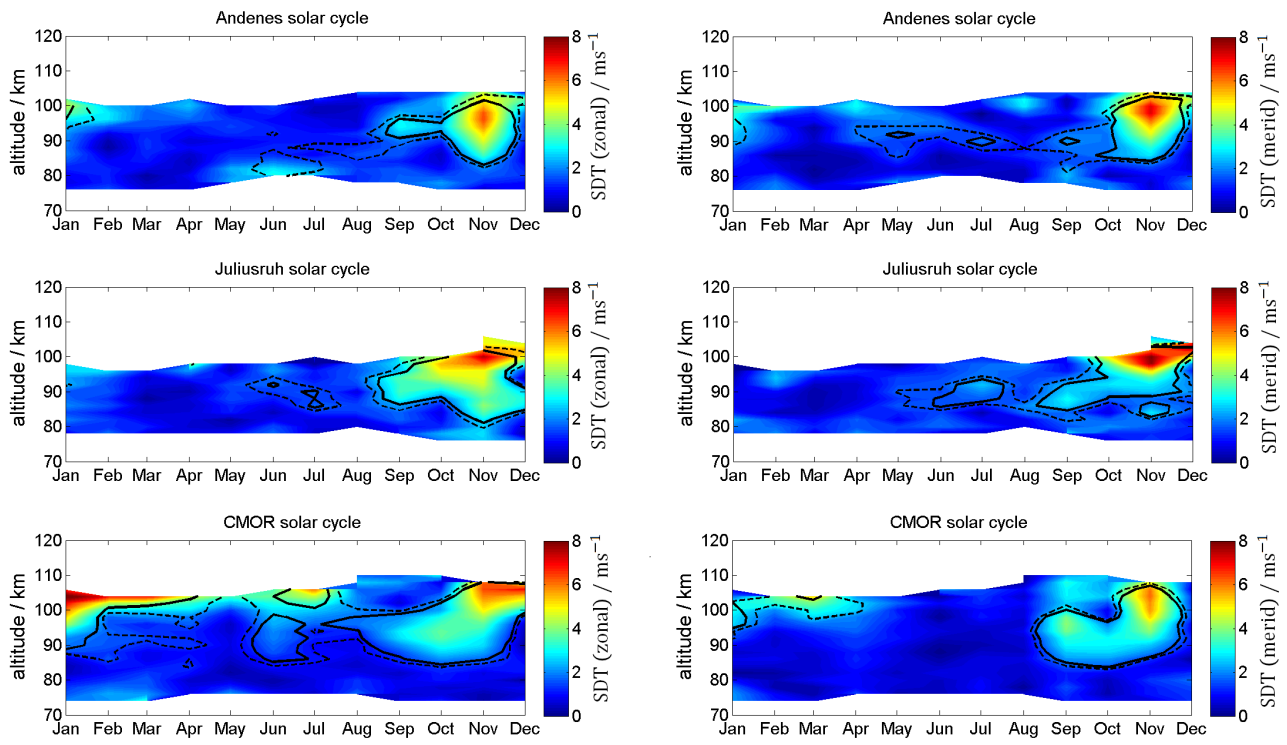 Andenes solar cycle
120
110
100
90
80
70
altitude / km
Jan Feb Mar Apr May Jun Jul Aug Sep Oct Nov Dec
8
6
4
2
0
SDT (zonal) / ms⁻¹
Andenes solar cycle
120
110
100
90
80
70
altitude / km
Jan Feb Mar Apr May Jun Jul Aug Sep Oct Nov Dec
8
6
4
2
0
SDT (merid) / ms⁻¹
Juliusruh solar cycle
120
110
100
90
80
70
altitude / km
Jan Feb Mar Apr May Jun Jul Aug Sep Oct Nov Dec
8
6
4
2
0
SDT (zonal) / ms⁻¹
Juliusruh solar cycle
120
110
100
90
80
70
altitude / km
Jan Feb Mar Apr May Jun Jul Aug Sep Oct Nov Dec
8
6
4
2
0
SDT (merid) / ms⁻¹
CMOR solar cycle
120
110
100
90
80
70
altitude / km
Jan Feb Mar Apr May Jun Jul Aug Sep Oct Nov Dec
8
6
4
2
0
SDT (zonal) / ms⁻¹
CMOR solar cycle
120
110
100
90
80
70
altitude / km
Jan Feb Mar Apr May Jun Jul Aug Sep Oct Nov Dec
8
6
4
2
0
SDT (merid) / ms⁻¹